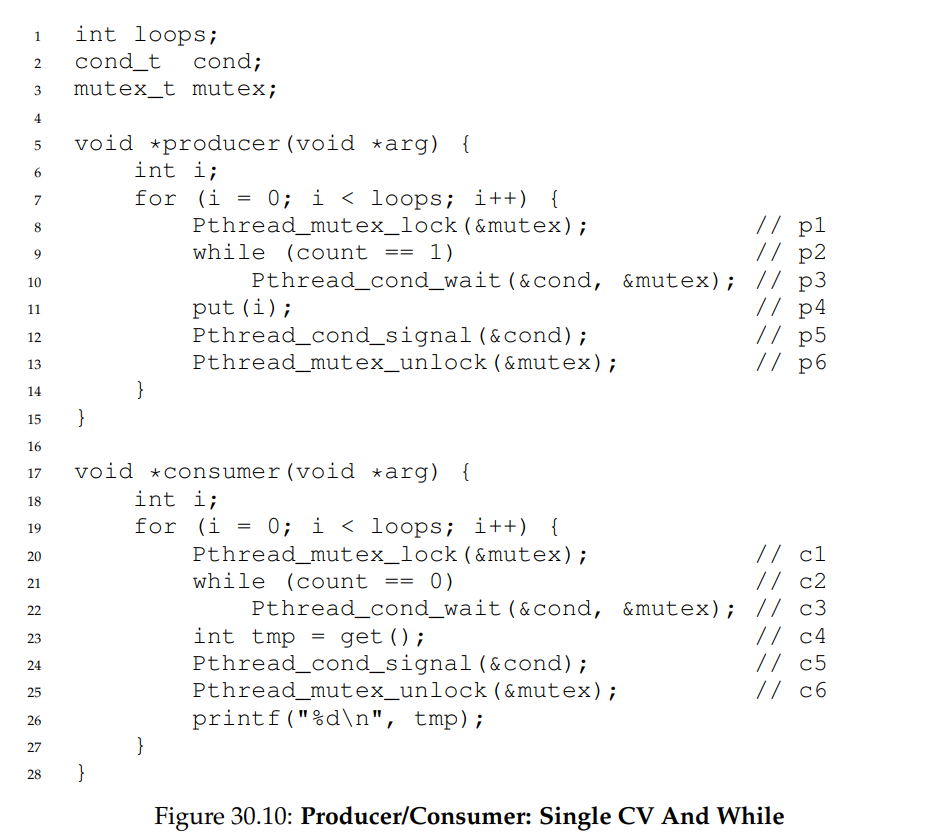 1 int loops;
2 cond_t  cond;
3 mutex_t mutex;
4
5 void *producer(void *arg) {
6     int i;
7     for (i = 0; i < loops; i++) {
8         Pthread_mutex_lock(&mutex);           // p1
9         while (count == 1)                    // p2
10             Pthread_cond_wait(&cond, &mutex); // p3
11         put(i);                               // p4
12         Pthread_cond_signal(&cond);           // p5
13         Pthread_mutex_unlock(&mutex);         // p6
14     }
15 }
16
17 void *consumer(void *arg) {
18     int i;
19     for (i = 0; i < loops; i++) {
20         Pthread_mutex_lock(&mutex);           // c1
21         while (count == 0)                    // c2
22             Pthread_cond_wait(&cond, &mutex); // c3
23         int tmp = get();                      // c4
24         Pthread_cond_signal(&cond);           // c5
25         Pthread_mutex_unlock(&mutex);         // c6
26         printf("%d\n", tmp);
27     }
28 }
Figure 30.10: Producer/Consumer: Single CV And While